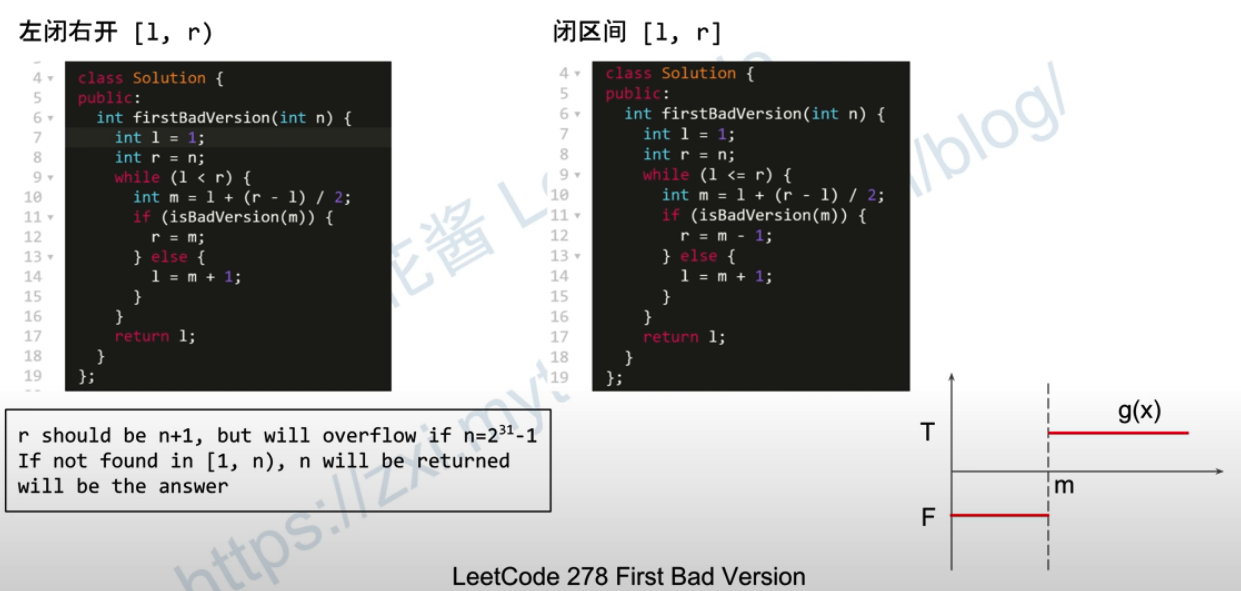 左闭右开 [l, r)
4 class Solution {
5 public:
6 int firstBadVersion(int n) {
7 int l = 1;
8 int r = n;
9 while (l < r) {
10 int m = l + (r - l) / 2;
11 if (isBadVersion(m)) {
12 r = m;
13 } else {
14 l = m + 1;
15 }
16 }
17 return l;
18 }
19 };
r should be n+1, but will overflow if n=2³¹-1
If not found in [1, n), n will be returned
will be the answer
闭区间 [l, r]
4 class Solution {
5 public:
6 int firstBadVersion(int n) {
7 int l = 1;
8 int r = n;
9 while (l <= r) {
10 int m = l + (r - l) / 2;
11 if (isBadVersion(m)) {
12 r = m - 1;
13 } else {
14 l = m + 1;
15 }
16 }
17 return l;
18 }
19 };
g(x)
T
m
F
LeetCode 278 First Bad Version
花酱 L
https://zxi.myt
/blog/